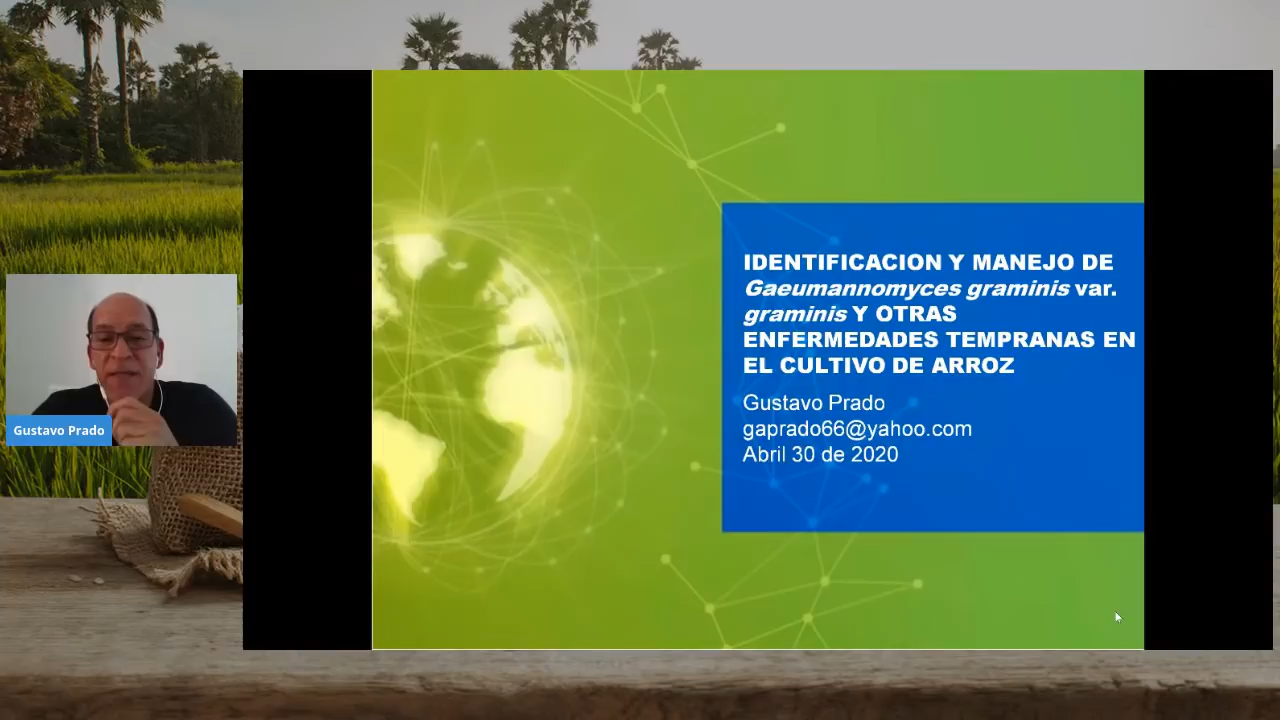 IDENTIFICACION Y MANEJO DE
Gaeumannomyces graminis var.
graminis Y OTRAS
ENFERMEDADES TEMPRANAS EN
EL CULTIVO DE ARROZ
Gustavo Prado
gaprado66@yahoo.com
Abril 30 de 2020
Gustavo Prado